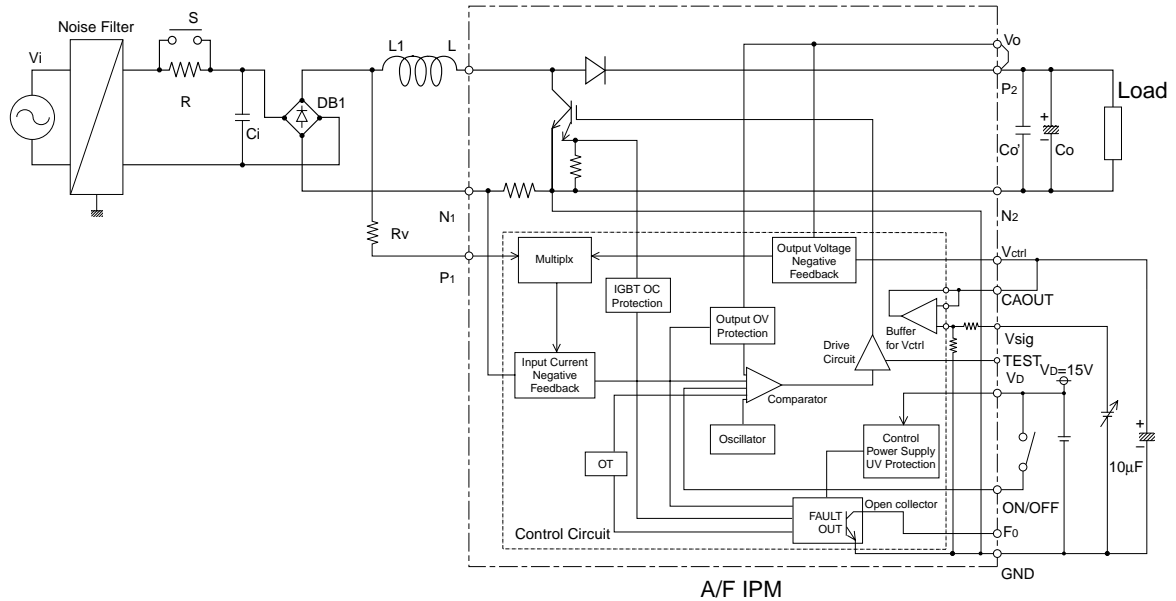 Noise Filter
S
Vi
R
Ci
DB1
L1
L
Vo
P2
Load
Co'
+
−
Co
N1
N2
Rv
P1
Multiplx
IGBT OC
Protection
Output Voltage
Negative
Feedback
Vctrl
CAOUT
Output OV
Protection
Buffer
for Vctrl
Vsig
Input Current
Negative
Feedback
Drive
Circuit
TEST
VD
VD=15V
Comparator
Oscillator
OT
Control
Power Supply
UV Protection
+
−
10μF
ON/OFF
Open collector
FAULT
OUT
Control Circuit
F0
GND
A/F IPM